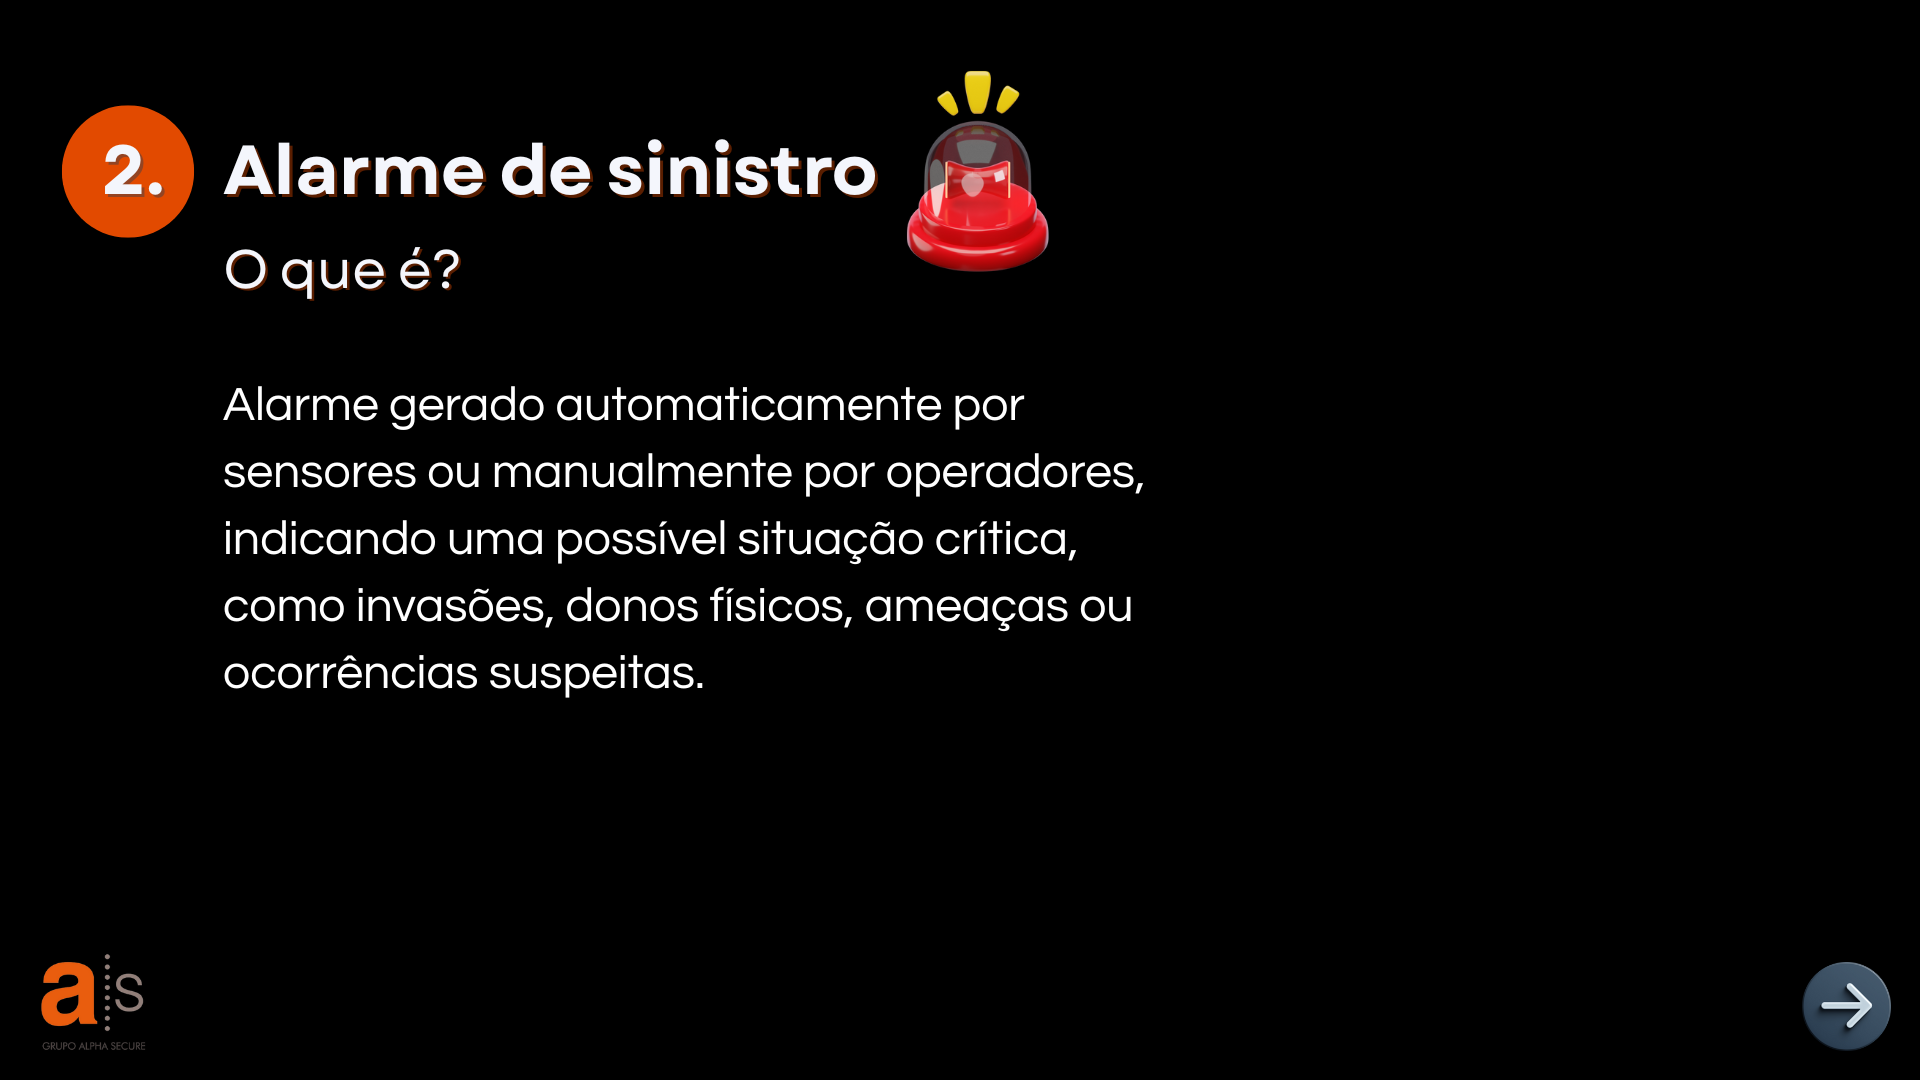 2.
Alarme de sinistro
O que é?
Alarme gerado automaticamente por
sensores ou manualmente por operadores,
indicando uma possível situação crítica,
como invasões, donos físicos, ameaças ou
ocorrências suspeitas.
a s
GRUPO ALPHA SECURE